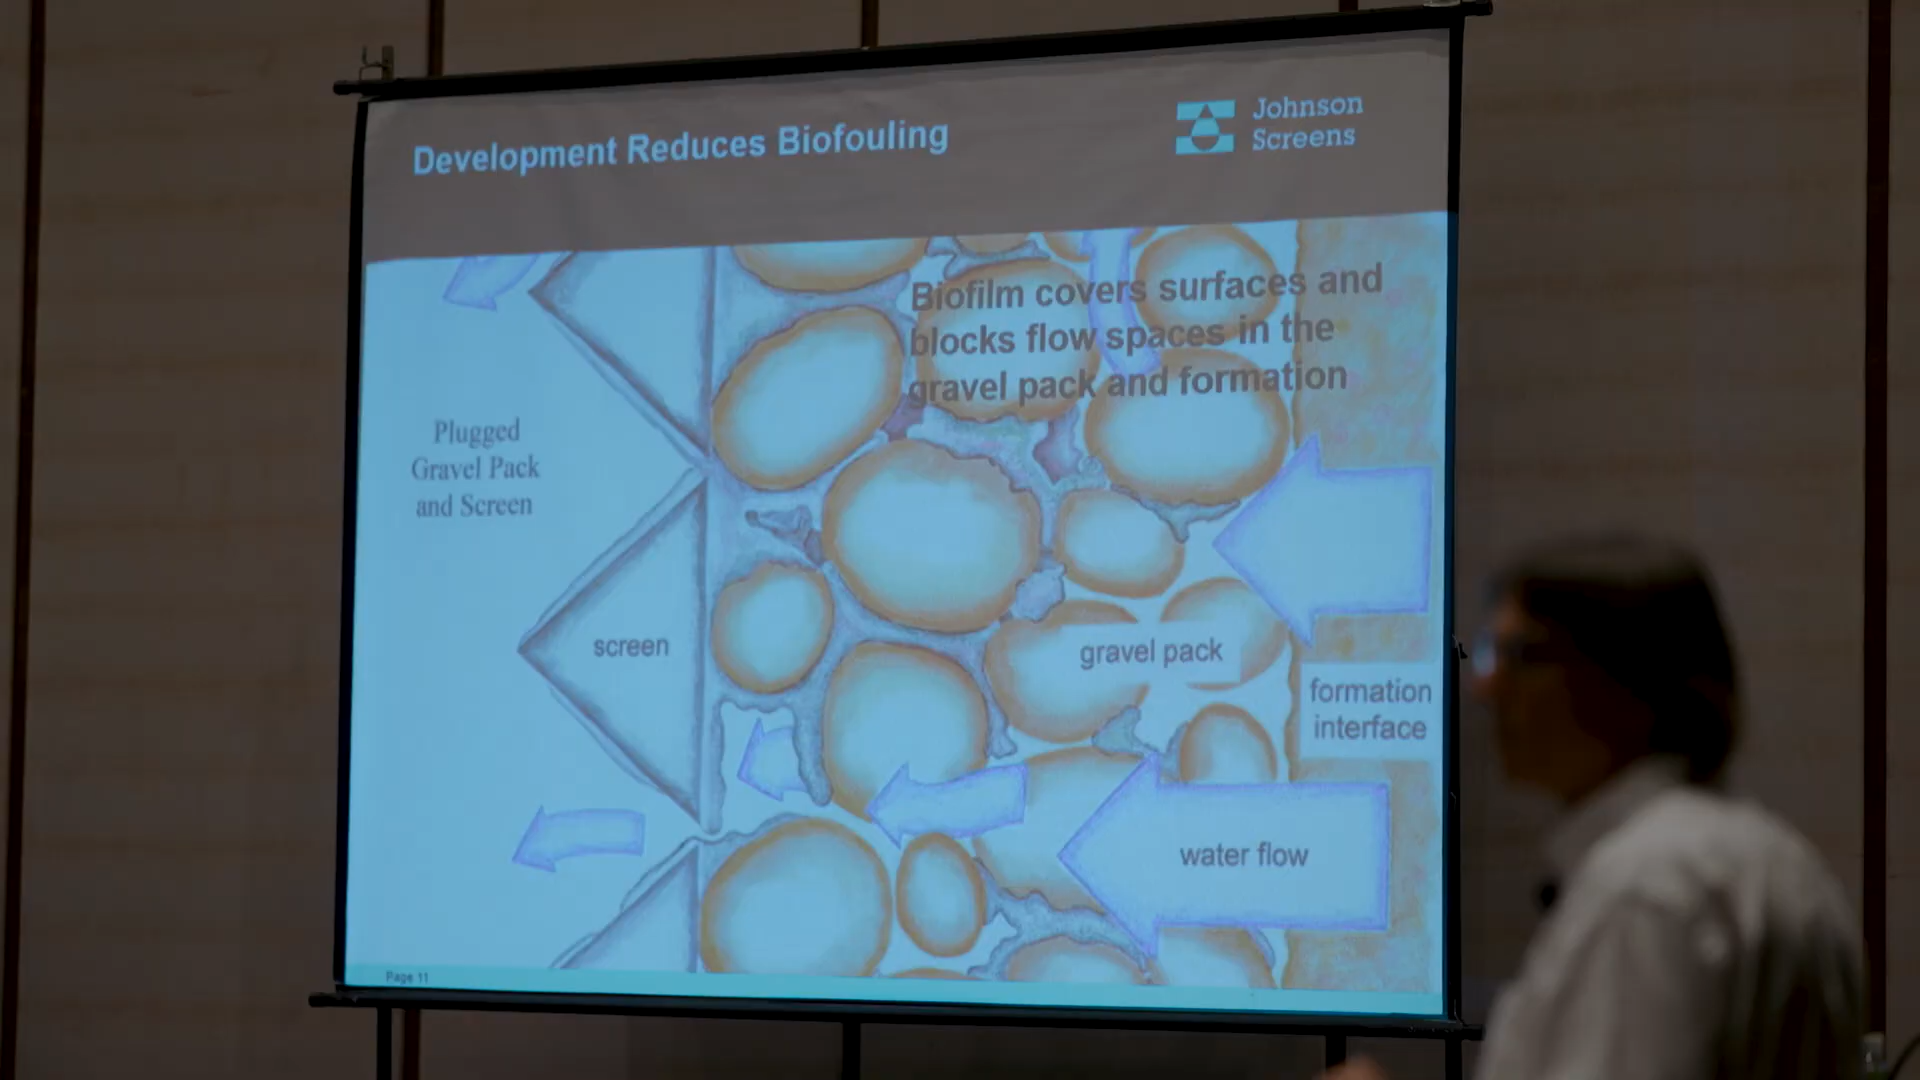 Development Reduces Biofouling
Johnson
Screens
Biofilm covers surfaces and
blocks flow spaces in the
gravel pack and formation
Plugged
Gravel Pack
and Screen
screen
gravel pack
formation
interface
water flow
Page 11